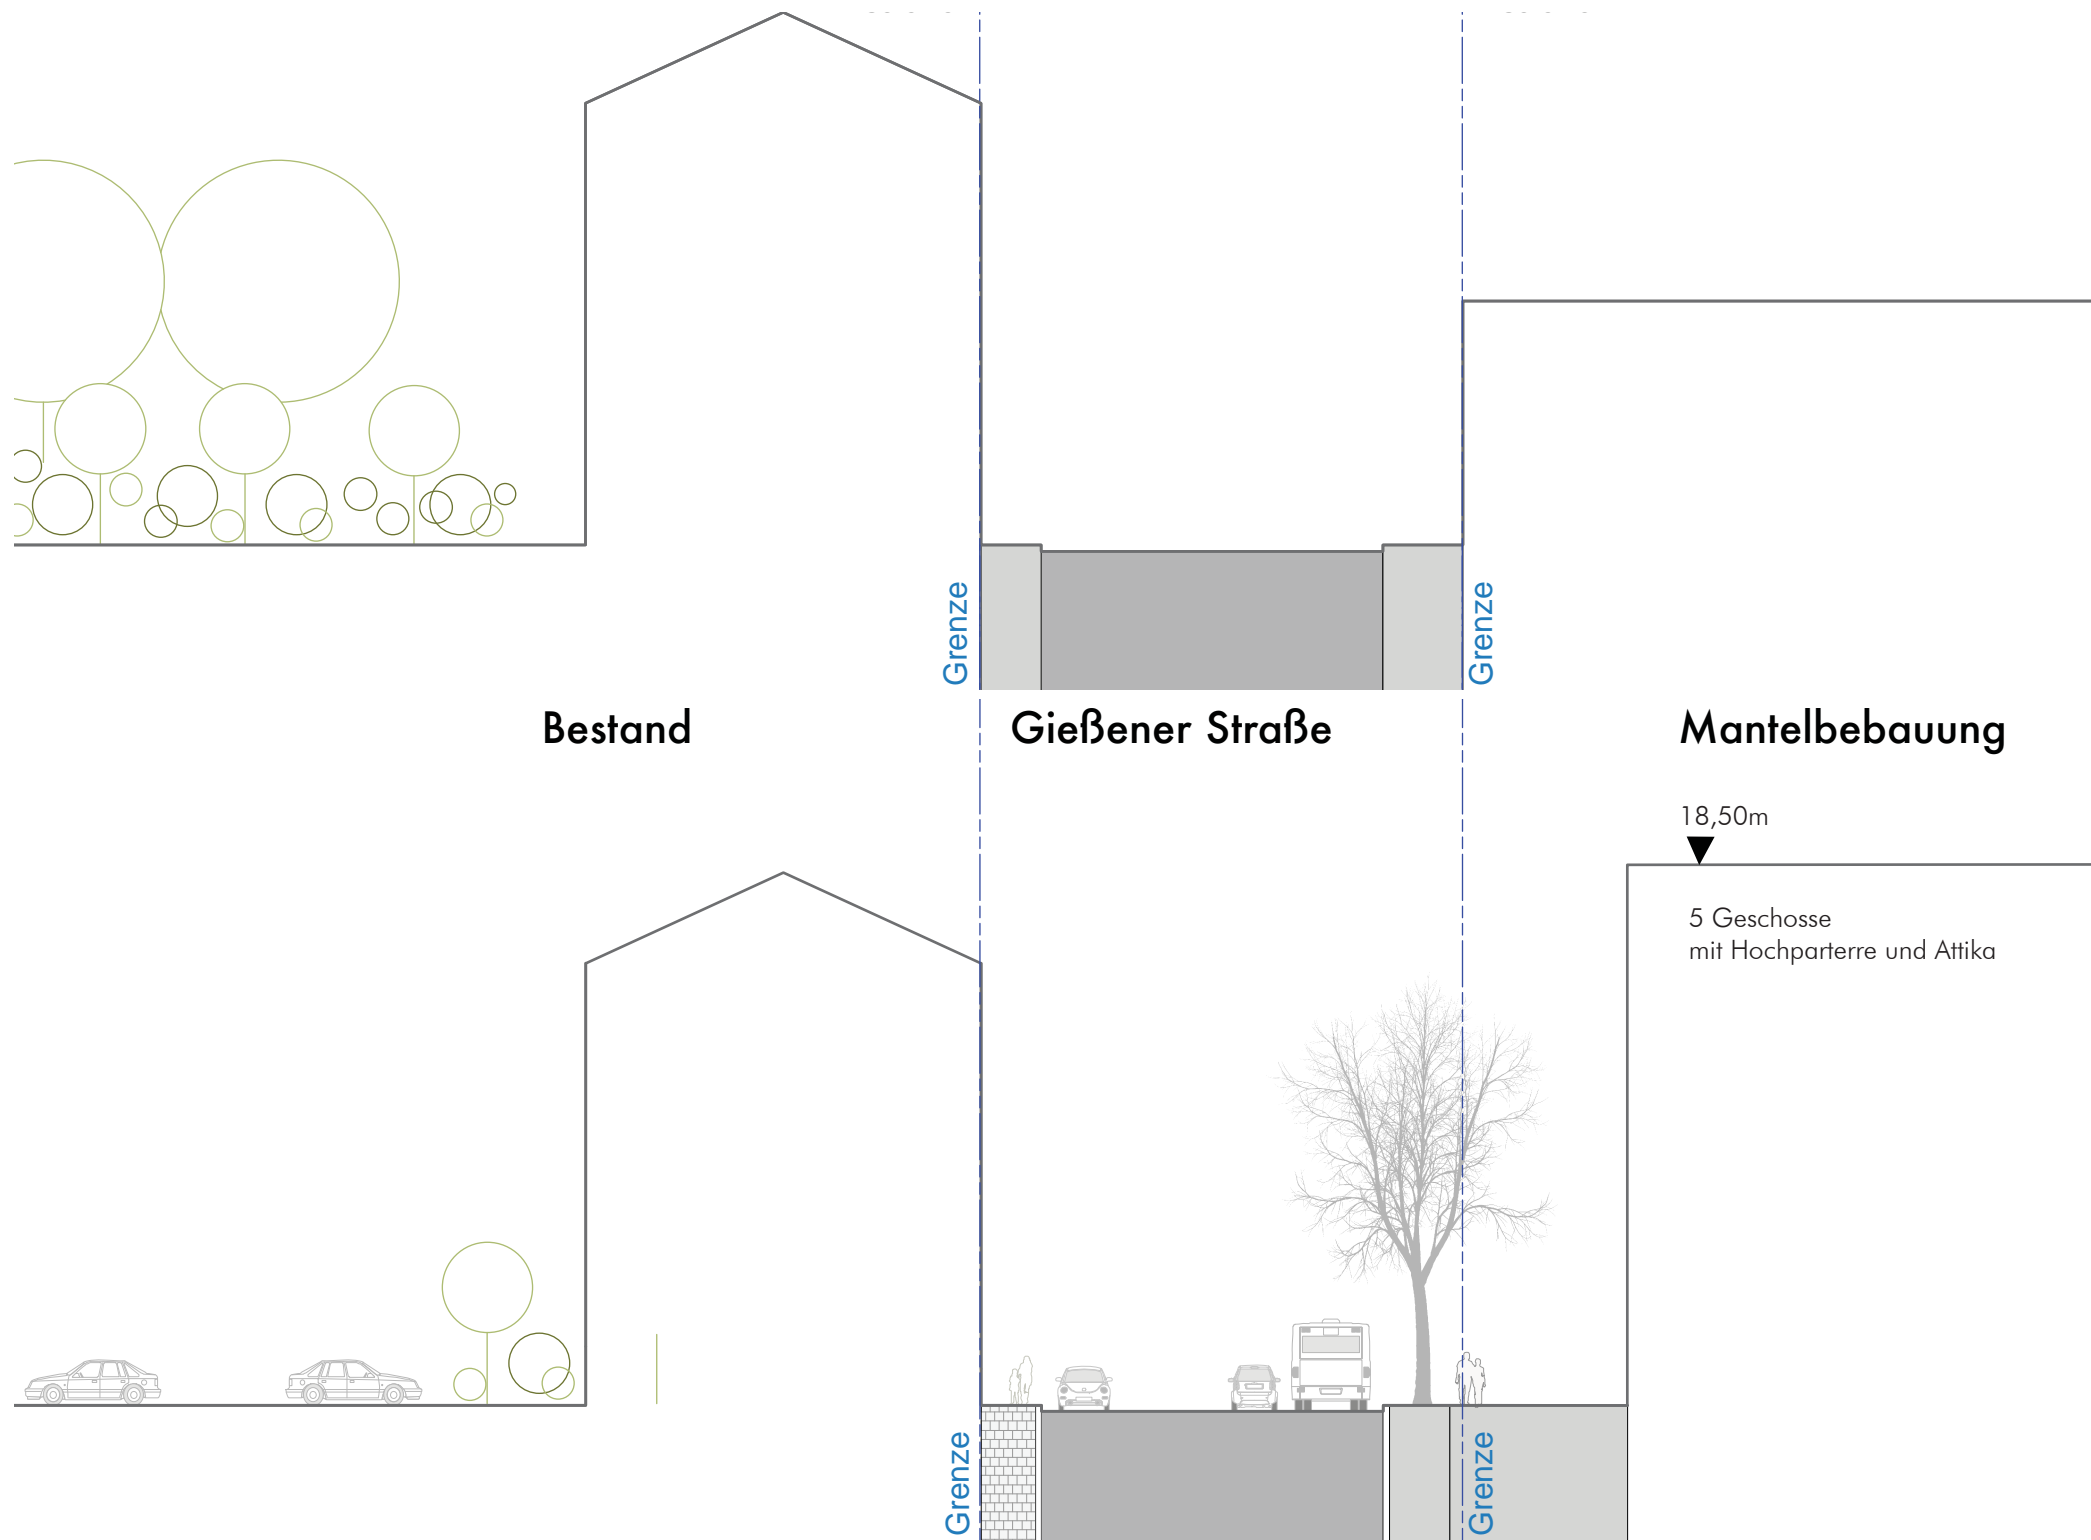 Grenze
Grenze
Bestand
Gießener Straße
Mantelbebauung
18,50m
5 Geschosse
mit Hochparterre und Attika
Grenze
Grenze